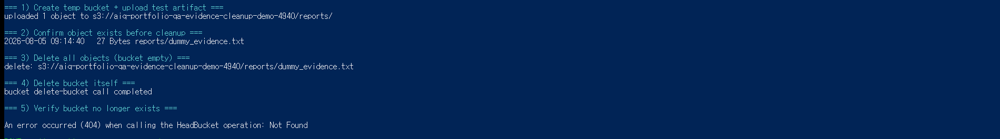 === 1) Create temp bucket + upload test artifact ===
uploaded 1 object to s3://aiq-portfolio-qa-evidence-cleanup-demo-4940/reports/
=== 2) Confirm object exists before cleanup ===
2026-08-05 09:14:40   27 Bytes reports/dummy_evidence.txt
=== 3) Delete all objects (bucket empty) ===
delete: s3://aiq-portfolio-qa-evidence-cleanup-demo-4940/reports/dummy_evidence.txt
=== 4) Delete bucket itself ===
bucket delete-bucket call completed
=== 5) Verify bucket no longer exists ===
An error occurred (404) when calling the HeadBucket operation: Not Found